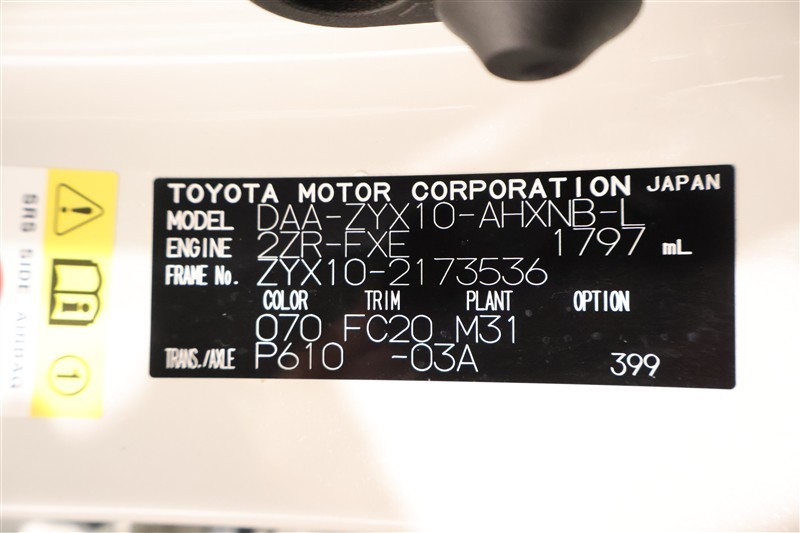 TOYOTA MOTOR CORPORATION JAPAN
MODEL DAA-ZYX10-AHXNB-L
ENGINE 2ZR-FXE 1797 mL
FRAME No. ZYX10-2173536
COLOR TRIM PLANT OPTION
070 FC20 M31
TRANS./AXLE P610 -03A 399
SRS SIDE AIRBAG
! i 1